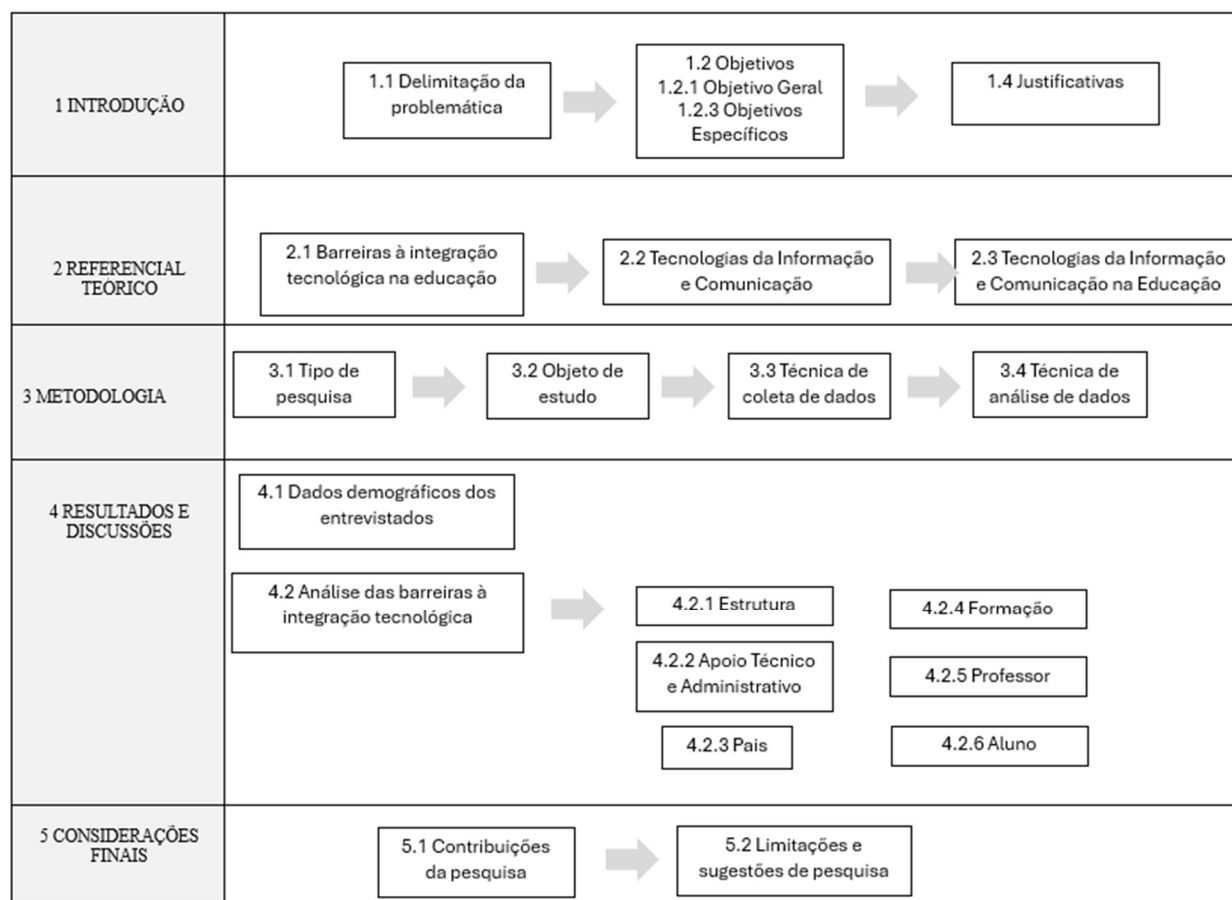 1 INTRODUÇÃO
1.1 Delimitação da
problemática
1.2 Objetivos
1.2.1 Objetivo Geral
1.2.3 Objetivos
Específicos
1.4 Justificativas
2 REFERENCIAL
TEÓRICO
2.1 Barreiras à integração
tecnológica na educação
2.2 Tecnologias da Informação
e Comunicação
2.3 Tecnologias da Informação
e Comunicação na Educação
3 METODOLOGIA
3.1 Tipo de
pesquisa
3.2 Objeto de
estudo
3.3 Técnica de
coleta de dados
3.4 Técnica de
análise de dados
4 RESULTADOS E
DISCUSSÕES
4.1 Dados demográficos dos
entrevistados
4.2 Análise das barreiras à
integração tecnológica
4.2.1 Estrutura
4.2.2 Apoio Técnico
e Administrativo
4.2.3 Pais
4.2.4 Formação
4.2.5 Professor
4.2.6 Aluno
5 CONSIDERAÇÕES
FINAIS
5.1 Contribuições
da pesquisa
5.2 Limitações e
sugestões de pesquisa